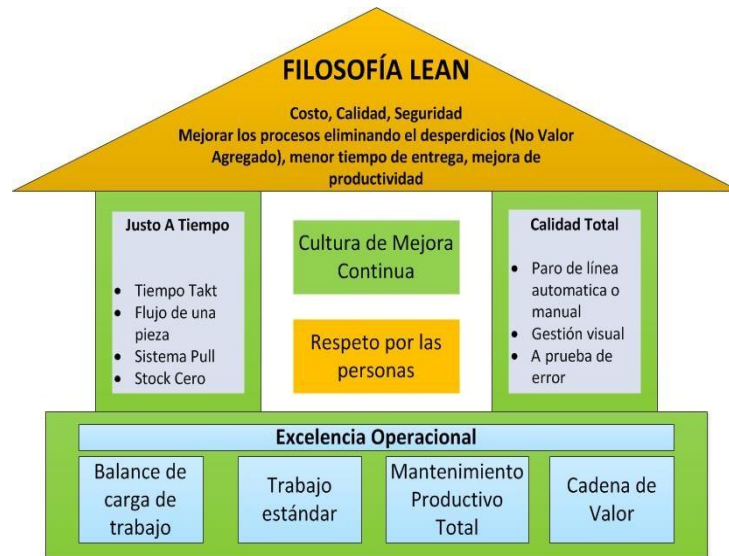 FILOSOFÍA LEAN
Costo, Calidad, Seguridad
Mejorar los procesos eliminando el desperdicios (No Valor
Agregado), menor tiempo de entrega, mejora de
productividad
Justo A Tiempo
• Tiempo Takt
• Flujo de una
pieza
• Sistema Pull
• Stock Cero
Cultura de Mejora
Continua
Respeto por las
personas
Calidad Total
• Paro de línea
automatica o
manual
• Gestión visual
• A prueba de
error
Excelencia Operacional
Balance de
carga de
trabajo
Trabajo
estándar
Mantenimiento
Productivo
Total
Cadena de
Valor